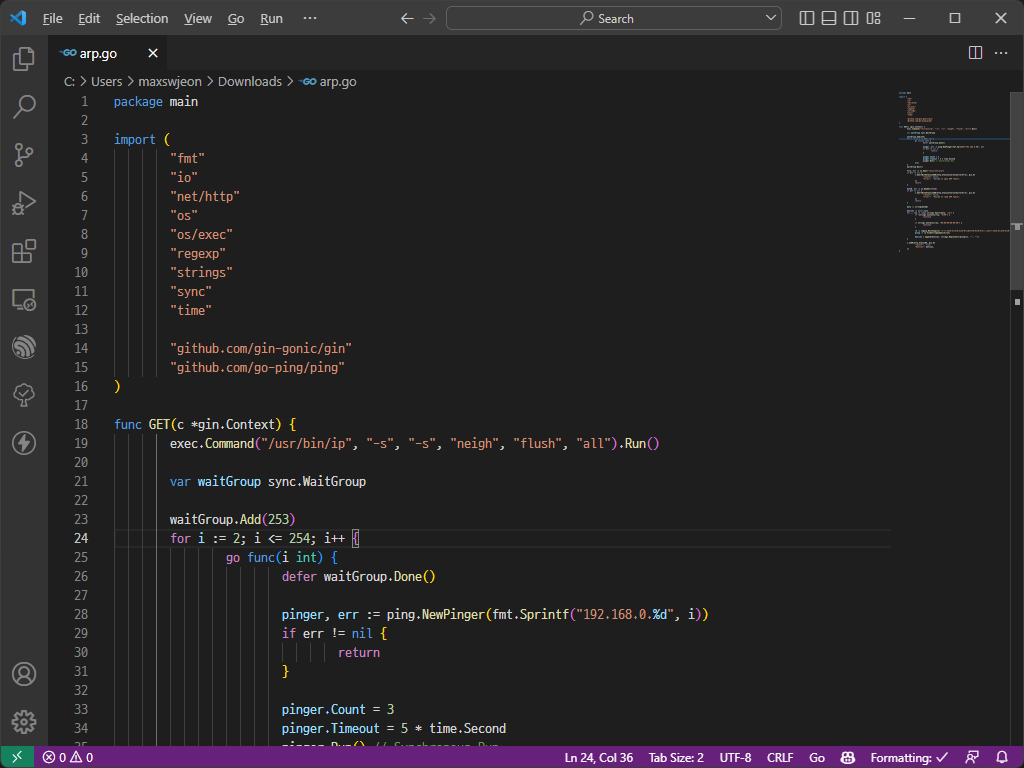 File Edit Selection View Go Run ··· Search
GO arp.go
C: > Users > maxswjeon > Downloads > GO arp.go
1 package main
2
3 import (
4 "fmt"
5 "io"
6 "net/http"
7 "os"
8 "os/exec"
9 "regexp"
10 "strings"
11 "sync"
12 "time"
13
14 "github.com/gin-gonic/gin"
15 "github.com/go-ping/ping"
16 )
17
18 func GET(c *gin.Context) {
19 exec.Command("/usr/bin/ip", "-s", "-s", "neigh", "flush", "all").Run()
20
21 var waitGroup sync.WaitGroup
22
23 waitGroup.Add(253)
24 for i := 2; i <= 254; i++ {
25 go func(i int) {
26 defer waitGroup.Done()
27
28 pinger, err := ping.NewPinger(fmt.Sprintf("192.168.0.%d", i))
29 if err != nil {
30 return
31 }
32
33 pinger.Count = 3
34 pinger.Timeout = 5 * time.Second
0 0 Ln 24, Col 36 Tab Size: 2 UTF-8 CRLF Go Formatting: ✓